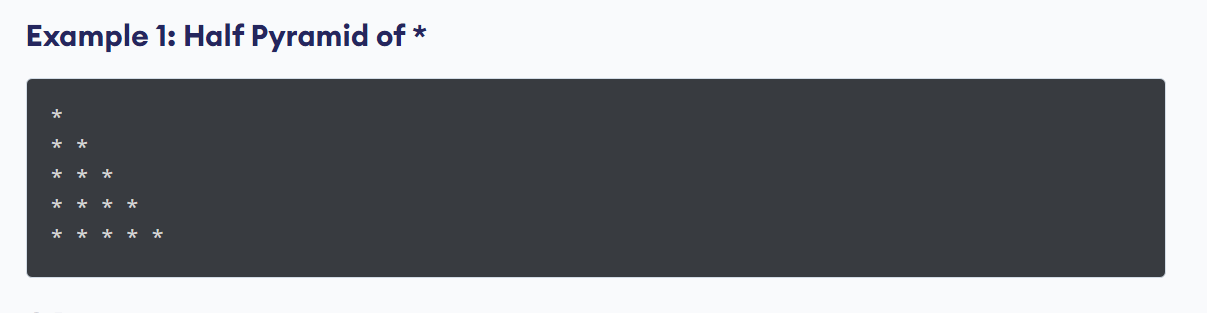 Example 1: Half Pyramid of *
*
* *
* * *
* * * *
* * * * *